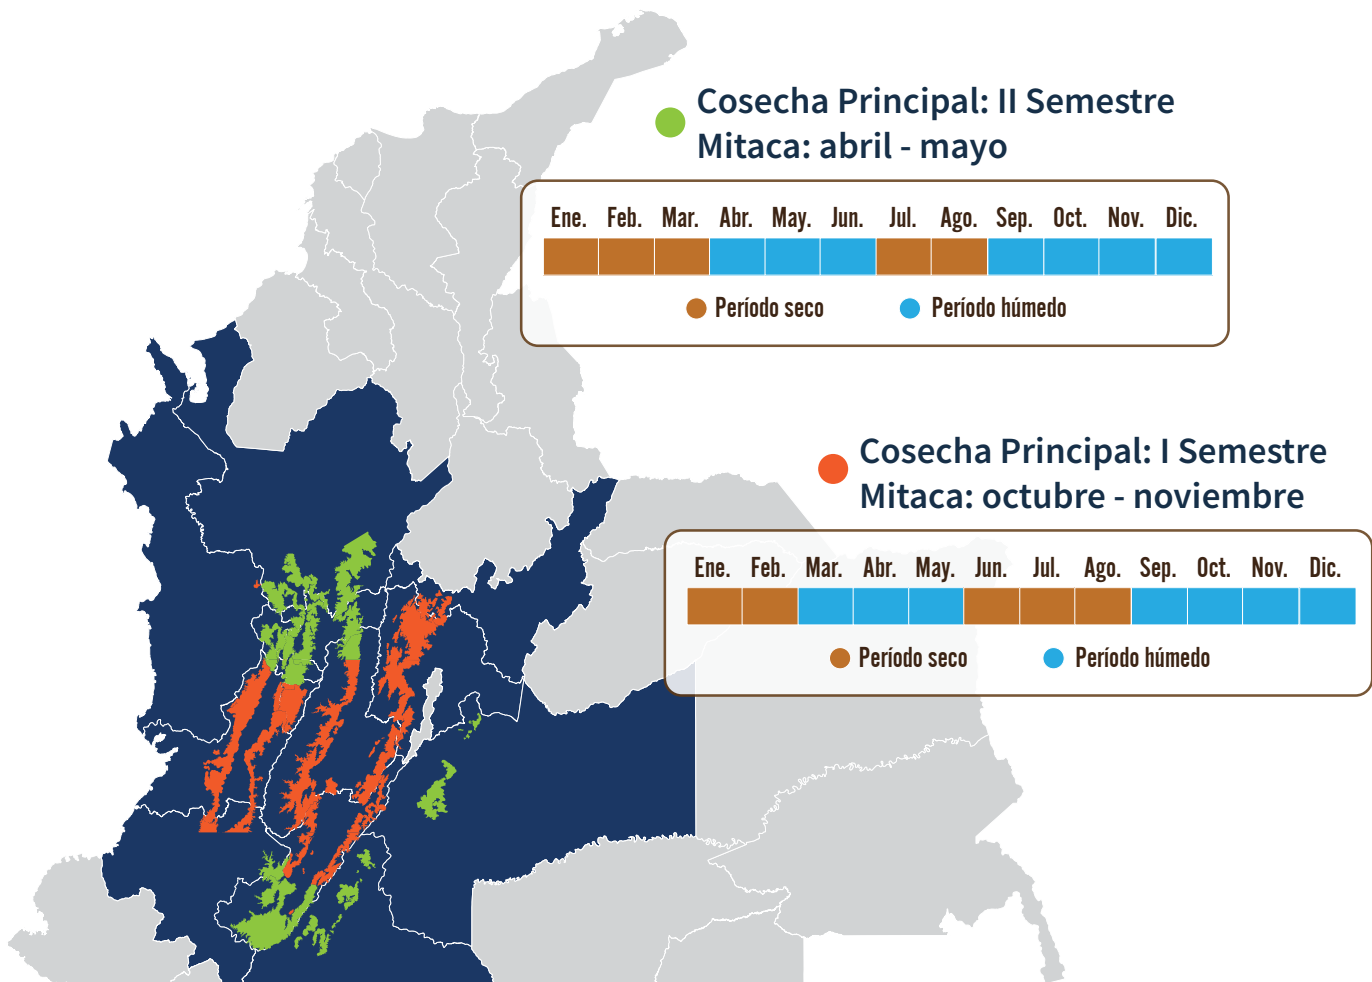 Cosecha Principal: II Semestre
Mitaca: abril - mayo
Ene. Feb. Mar. Abr. May. Jun. Jul. Ago. Sep. Oct. Nov. Dic.
Período seco Período húmedo
Cosecha Principal: I Semestre
Mitaca: octubre - noviembre
Ene. Feb. Mar. Abr. May. Jun. Jul. Ago. Sep. Oct. Nov. Dic.
Período seco Período húmedo